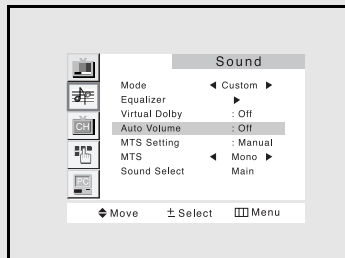 Sound
Mode ◀ Custom ▶
Equalizer ▶
Virtual Dolby : Off
Auto Volume : Off
MTS Setting : Manual
MTS ◀ Mono ▶
Sound Select Main
CH
PC
Move ± Select Menu